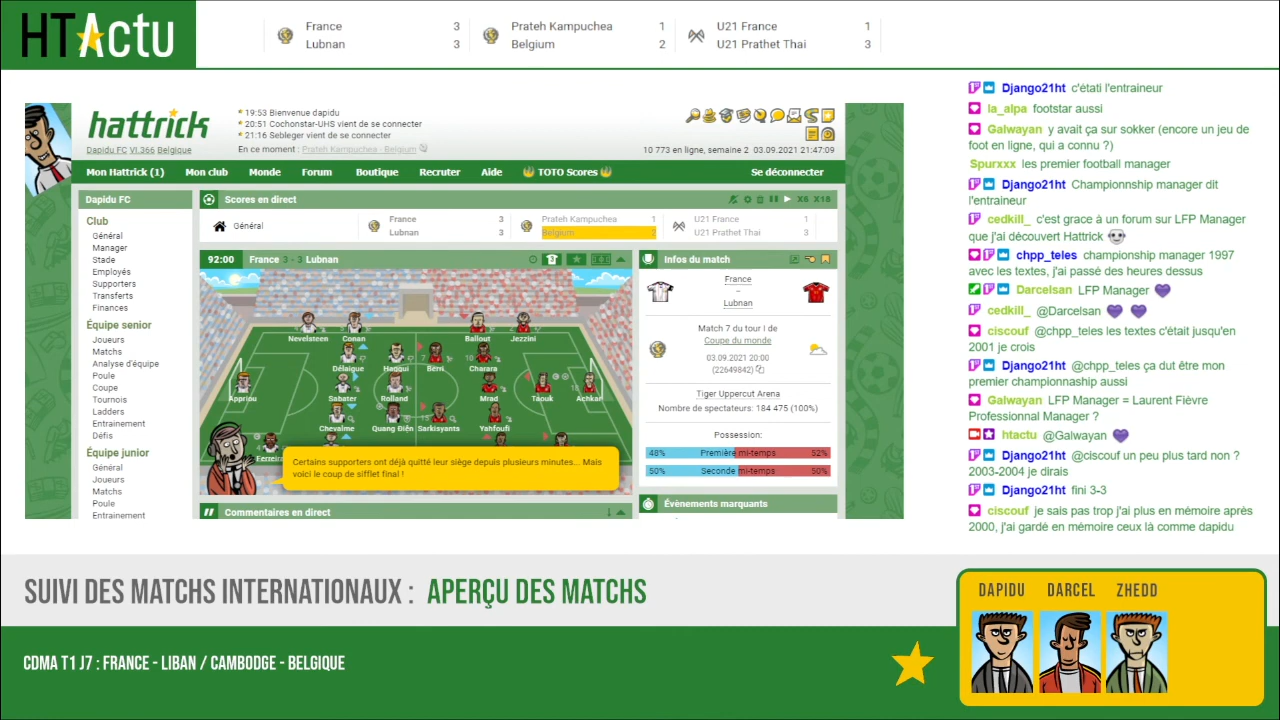 HTActu
France 3
Lubnan 3
Prateh Kampuchea 1
Belgium 2
U21 France 1
U21 Prathet Thai 3
hattrick
Dapidu FC VI.366 Belgique
19:53 Bienvenue dapidu
20:51 Cochonstar-UHS vient de se connecter
21:16 Sebleger vient de se connecter
En ce moment : Prateh Kampuchea - Belgium
10 773 en ligne, semaine 2 03.09.2021 21:47:09
Mon Hattrick (1) Mon club Monde Forum Boutique Recruter Aide TOTO Scores Se déconnecter
Dapidu FC
Club
Général
Manager
Stade
Employés
Supporters
Transferts
Finances
Équipe senior
Joueurs
Matchs
Analyse d'équipe
Poule
Coupe
Tournois
Ladders
Entrainement
Défis
Équipe junior
Général
Joueurs
Matchs
Poule
Entrainement
Scores en direct
X6 X18
Général
France 3
Lubnan 3
Prateh Kampuchea 1
Belgium 2
U21 France 1
U21 Prathet Thai 3
92:00 France 3 - 3 Lubnan
Nevelsteen Conan Ballout Jezzini
Délaigue Haggui Berri Charara
Appriou Sabater Rolland Mrad Taouk Achkar
Chevalme Quang Điện Sarkisyants Yahfoufi
Ferreir
Certains supporters ont déjà quitté leur siège depuis plusieurs minutes... Mais
voici le coup de sifflet final !
Commentaires en direct
Infos du match
France
–
Lubnan
Match 7 du tour I de
Coupe du monde
03.09.2021 20:00
(22649842)
Tiger Uppercut Arena
Nombre de spectateurs: 184 475 (100%)
Possession:
48% Première mi-temps 52%
50% Seconde mi-temps 50%
Évènements marquants
Django21ht c'étati l'entraineur
la_alpa footstar aussi
Galwayan y avait ça sur sokker (encore un jeu de
foot en ligne, qui a connu ?)
Spurxxx les premier football manager
Django21ht Championnship manager dit
l'entraineur
cedkill_ c'est grace à un forum sur LFP Manager
que j'ai découvert Hattrick
chpp_teles championship manager 1997
avec les textes, j'ai passé des heures dessus
Darcelsan LFP Manager
cedkill_ @Darcelsan
ciscouf @chpp_teles les textes c'était jusqu'en
2001 je crois
Django21ht @chpp_teles ça dut être mon
premier championnaship aussi
Galwayan LFP Manager = Laurent Fièvre
Professionnal Manager ?
htactu @Galwayan
Django21ht @ciscouf un peu plus tard non ?
2003-2004 je dirais
Django21ht fini 3-3
ciscouf je sais pas trop j'ai plus en mémoire après
2000, j'ai gardé en mémoire ceux là comme dapidu
SUIVI DES MATCHS INTERNATIONAUX : APERÇU DES MATCHS
CDMA T1 J7 : FRANCE - LIBAN / CAMBODGE - BELGIQUE
DAPIDU DARCEL ZHEDD